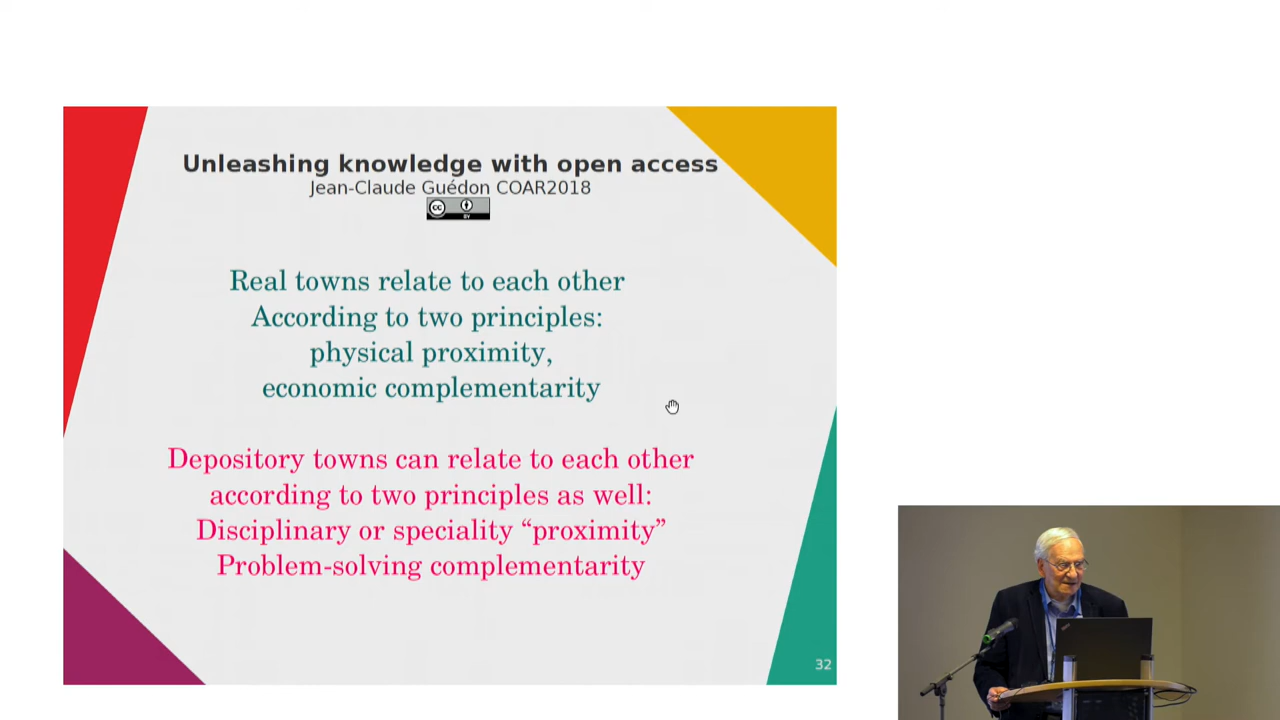 Unleashing knowledge with open access
Jean-Claude Guédon COAR2018
cc
BY
Real towns relate to each other
According to two principles:
physical proximity,
economic complementarity
Depository towns can relate to each other
according to two principles as well:
Disciplinary or speciality “proximity”
Problem-solving complementarity
32